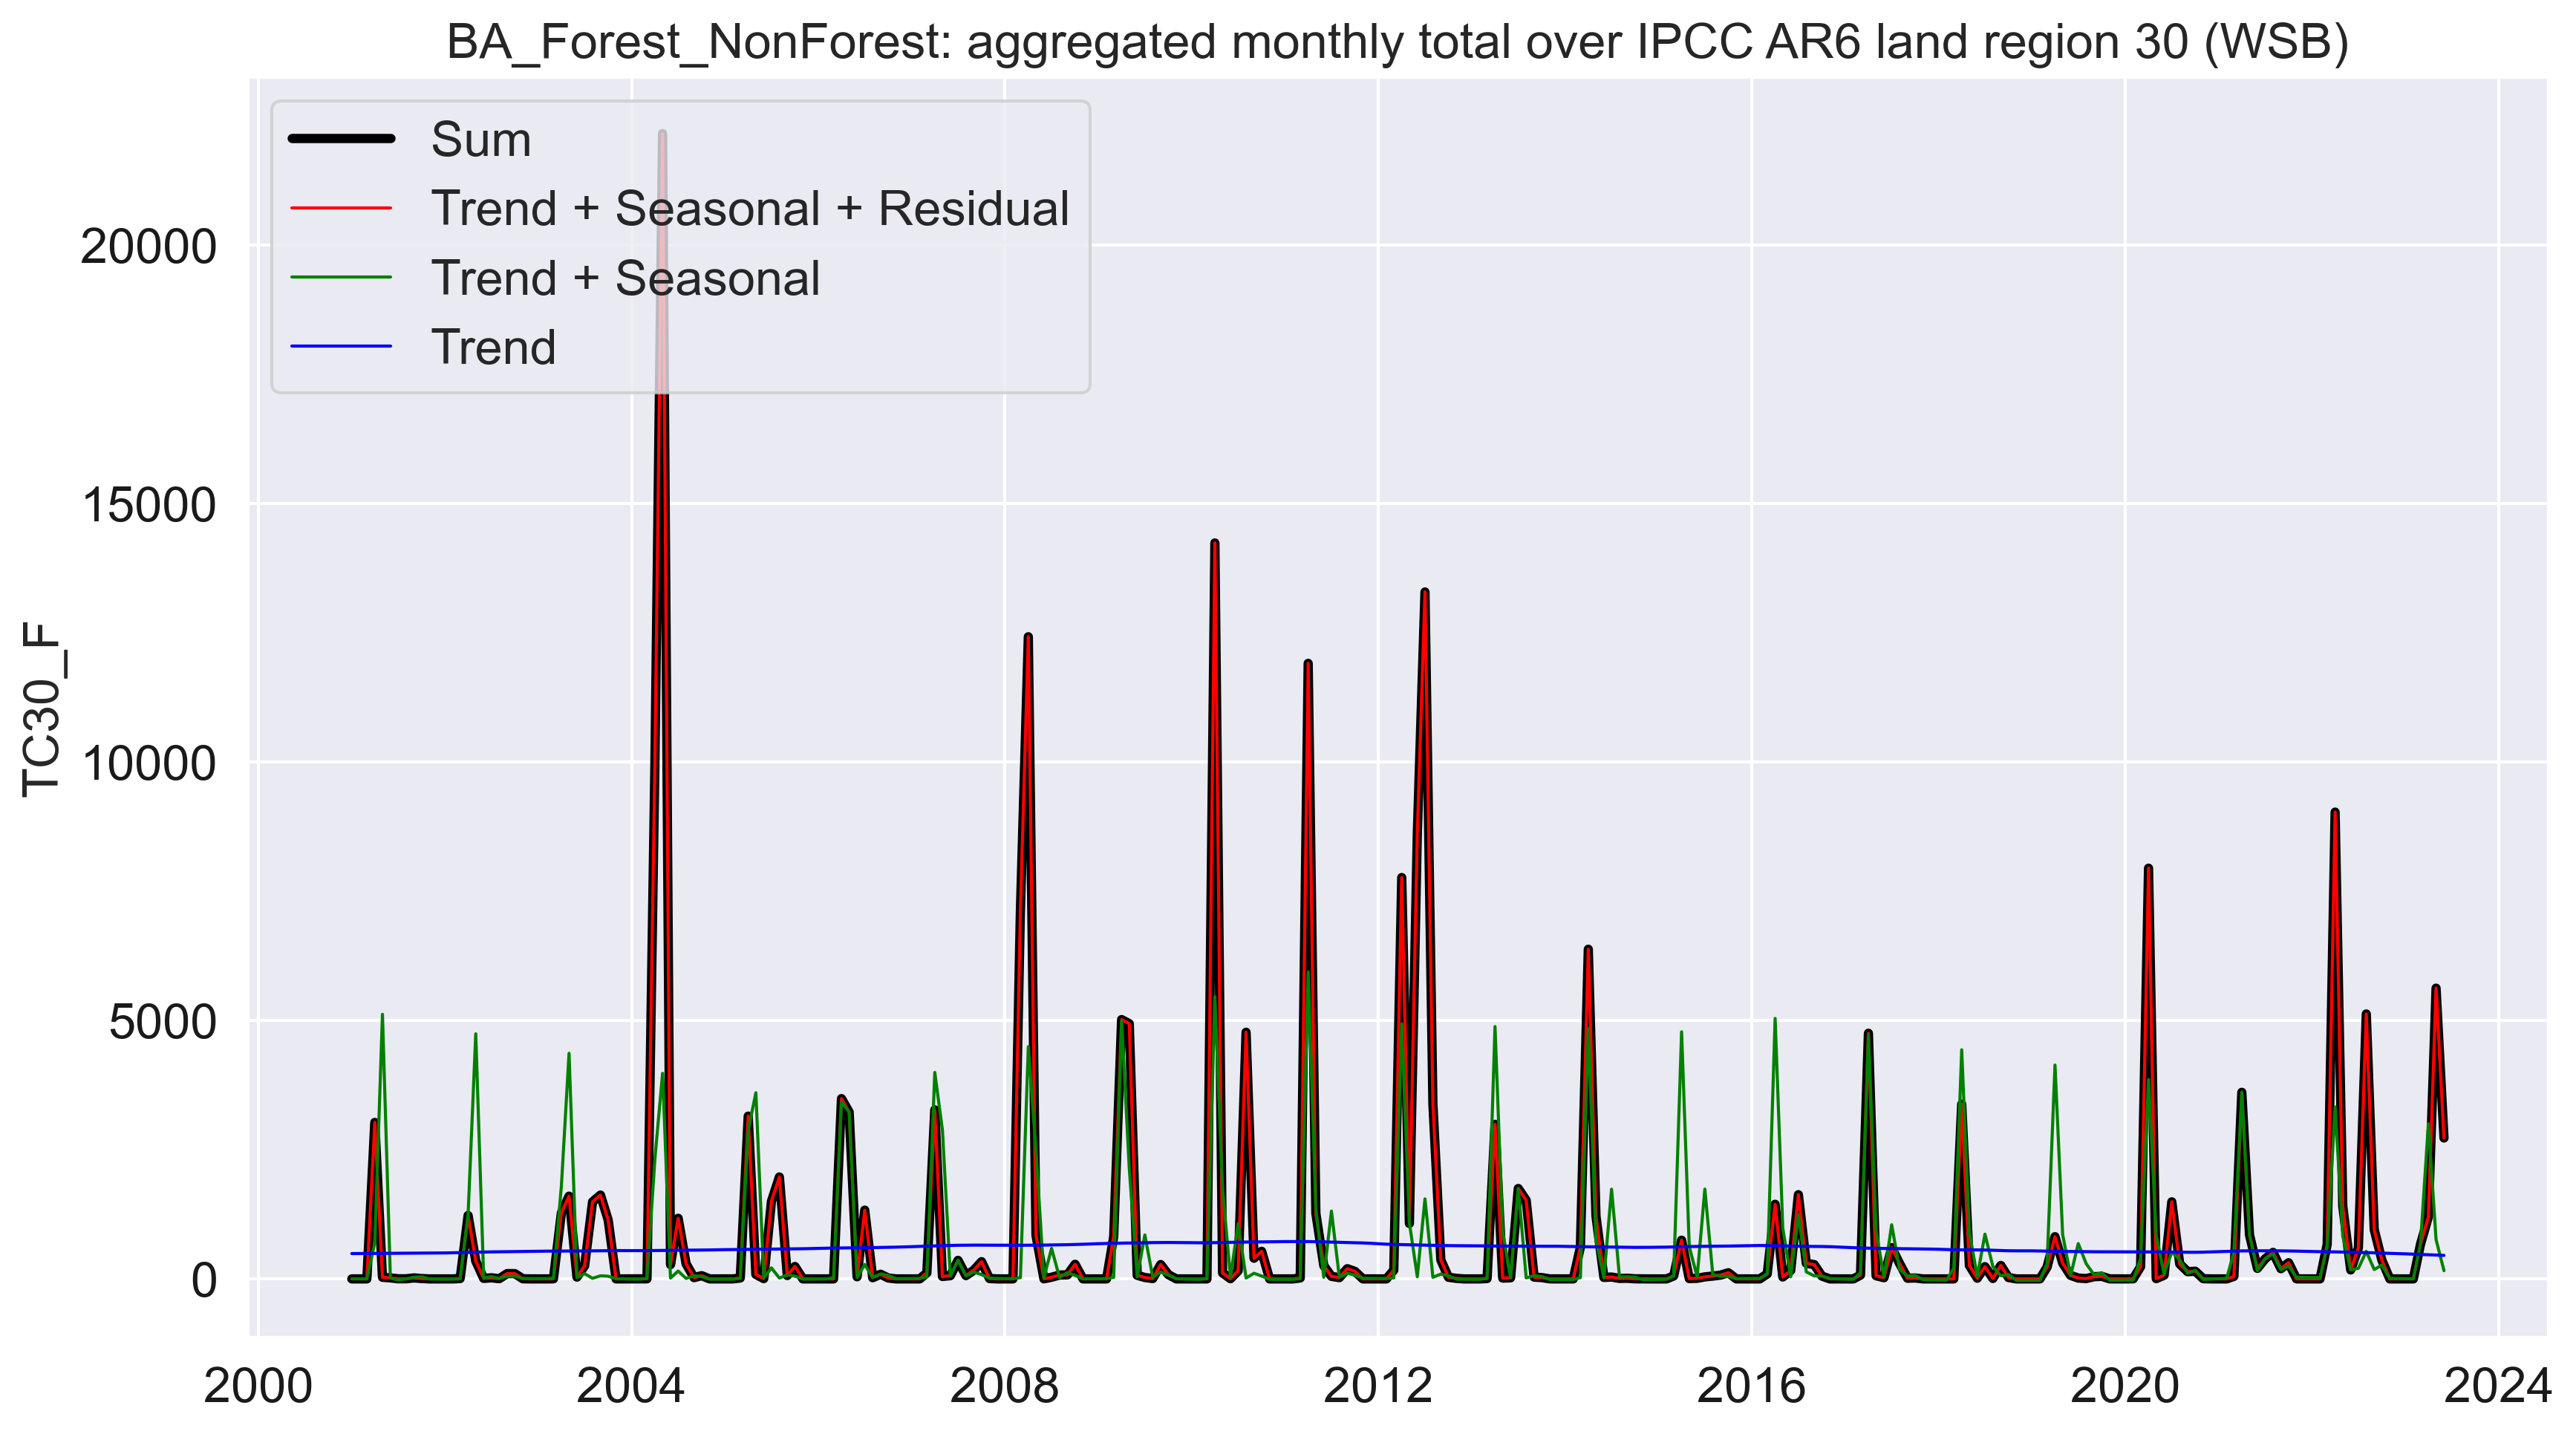 BA_Forest_NonForest: aggregated monthly total over IPCC AR6 land region 30 (WSB)
Sum
Trend + Seasonal + Residual
Trend + Seasonal
Trend
20000
15000
10000
5000
0
TC30_F
2000
2004
2008
2012
2016
2020
2024